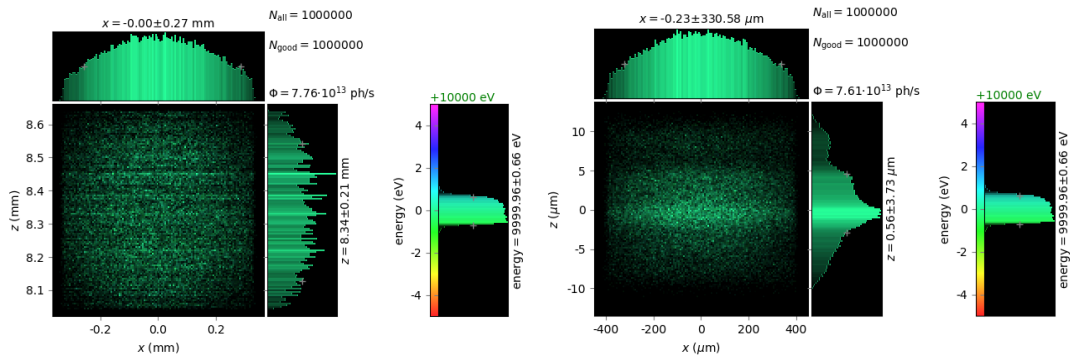 x = -0.00±0.27 mm
N_all = 1000000
N_good = 1000000
Φ = 7.76·10^13 ph/s
z (mm)
8.6
8.5
8.4
8.3
8.2
8.1
-0.2
0.0
0.2
x (mm)
z = 8.34±0.21 mm
+10000 eV
energy (eV)
4
2
0
-2
-4
energy = 9999.96±0.66 eV
x = -0.23±330.58 μm
N_all = 1000000
N_good = 1000000
Φ = 7.61·10^13 ph/s
z (μm)
10
5
0
-5
-10
-400
-200
0
200
400
x (μm)
z = 0.56±3.73 μm
+10000 eV
energy (eV)
4
2
0
-2
-4
energy = 9999.96±0.66 eV